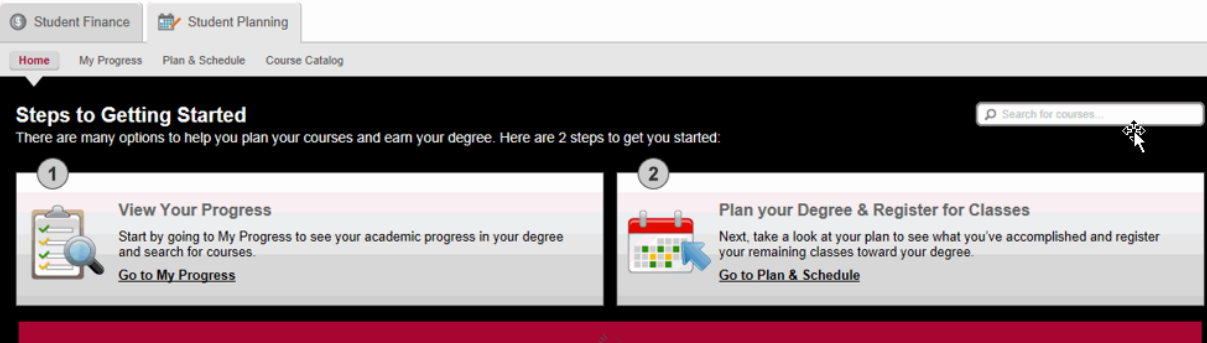 Student Finance
Student Planning
Home
My Progress
Plan & Schedule
Course Catalog
Steps to Getting Started
Search for courses...
There are many options to help you plan your courses and earn your degree. Here are 2 steps to get you started:
1
View Your Progress
Start by going to My Progress to see your academic progress in your degree
and search for courses.
Go to My Progress
2
Plan your Degree & Register for Classes
Next, take a look at your plan to see what you've accomplished and register
your remaining classes toward your degree.
Go to Plan & Schedule